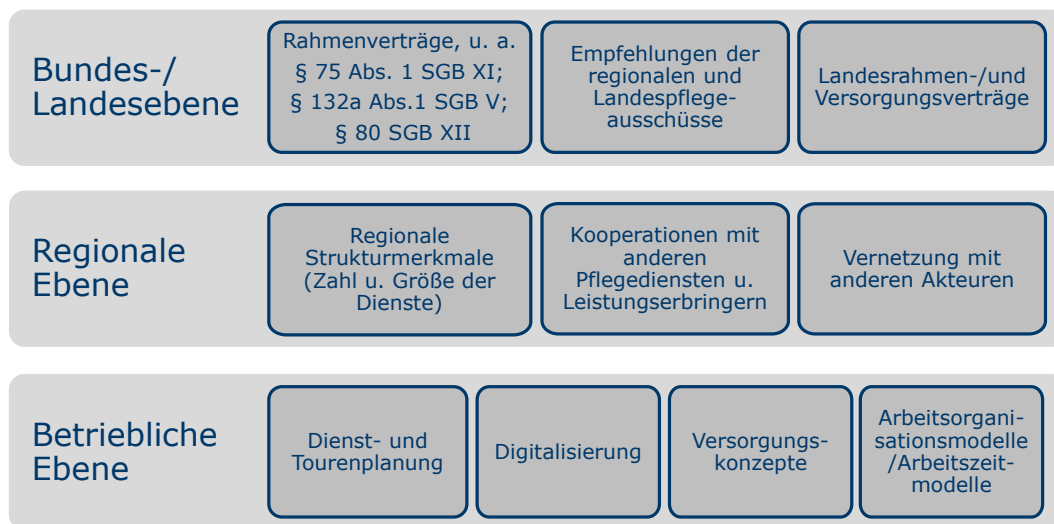 Bundes-/
Landesebene
Rahmenverträge, u. a.
§ 75 Abs. 1 SGB XI;
§ 132a Abs.1 SGB V;
§ 80 SGB XII
Empfehlungen der
regionalen und
Landespflege-
ausschüsse
Landesrahmen-/und
Versorgungsverträge
Regionale
Ebene
Regionale
Strukturmerkmale
(Zahl u. Größe der
Dienste)
Kooperationen mit
anderen
Pflegediensten u.
Leistungserbringern
Vernetzung mit
anderen Akteuren
Betriebliche
Ebene
Dienst- und
Tourenplanung
Digitalisierung
Versorgungs-
konzepte
Arbeitsorgani-
sationsmodelle
/Arbeitszeit-
modelle